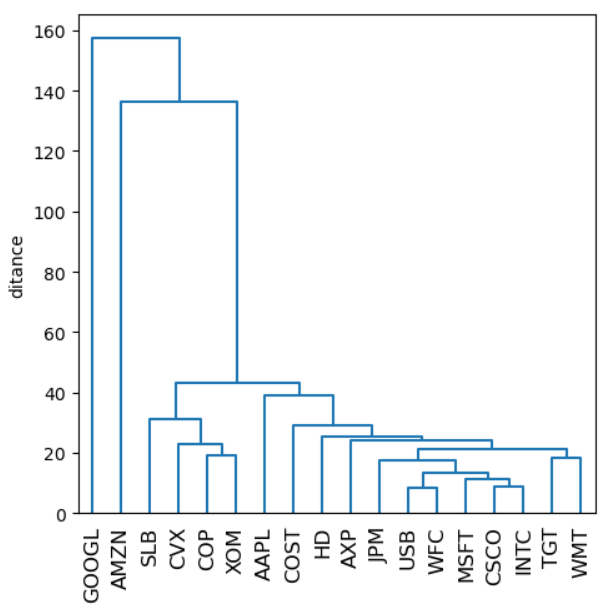 160
140
120
100
80
60
40
20
0
ditance
GOOGL
AMZN
SLB
CVX
COP
XOM
AAPL
COST
HD
AXP
JPM
USB
WFC
MSFT
CSCO
INTC
TGT
WMT